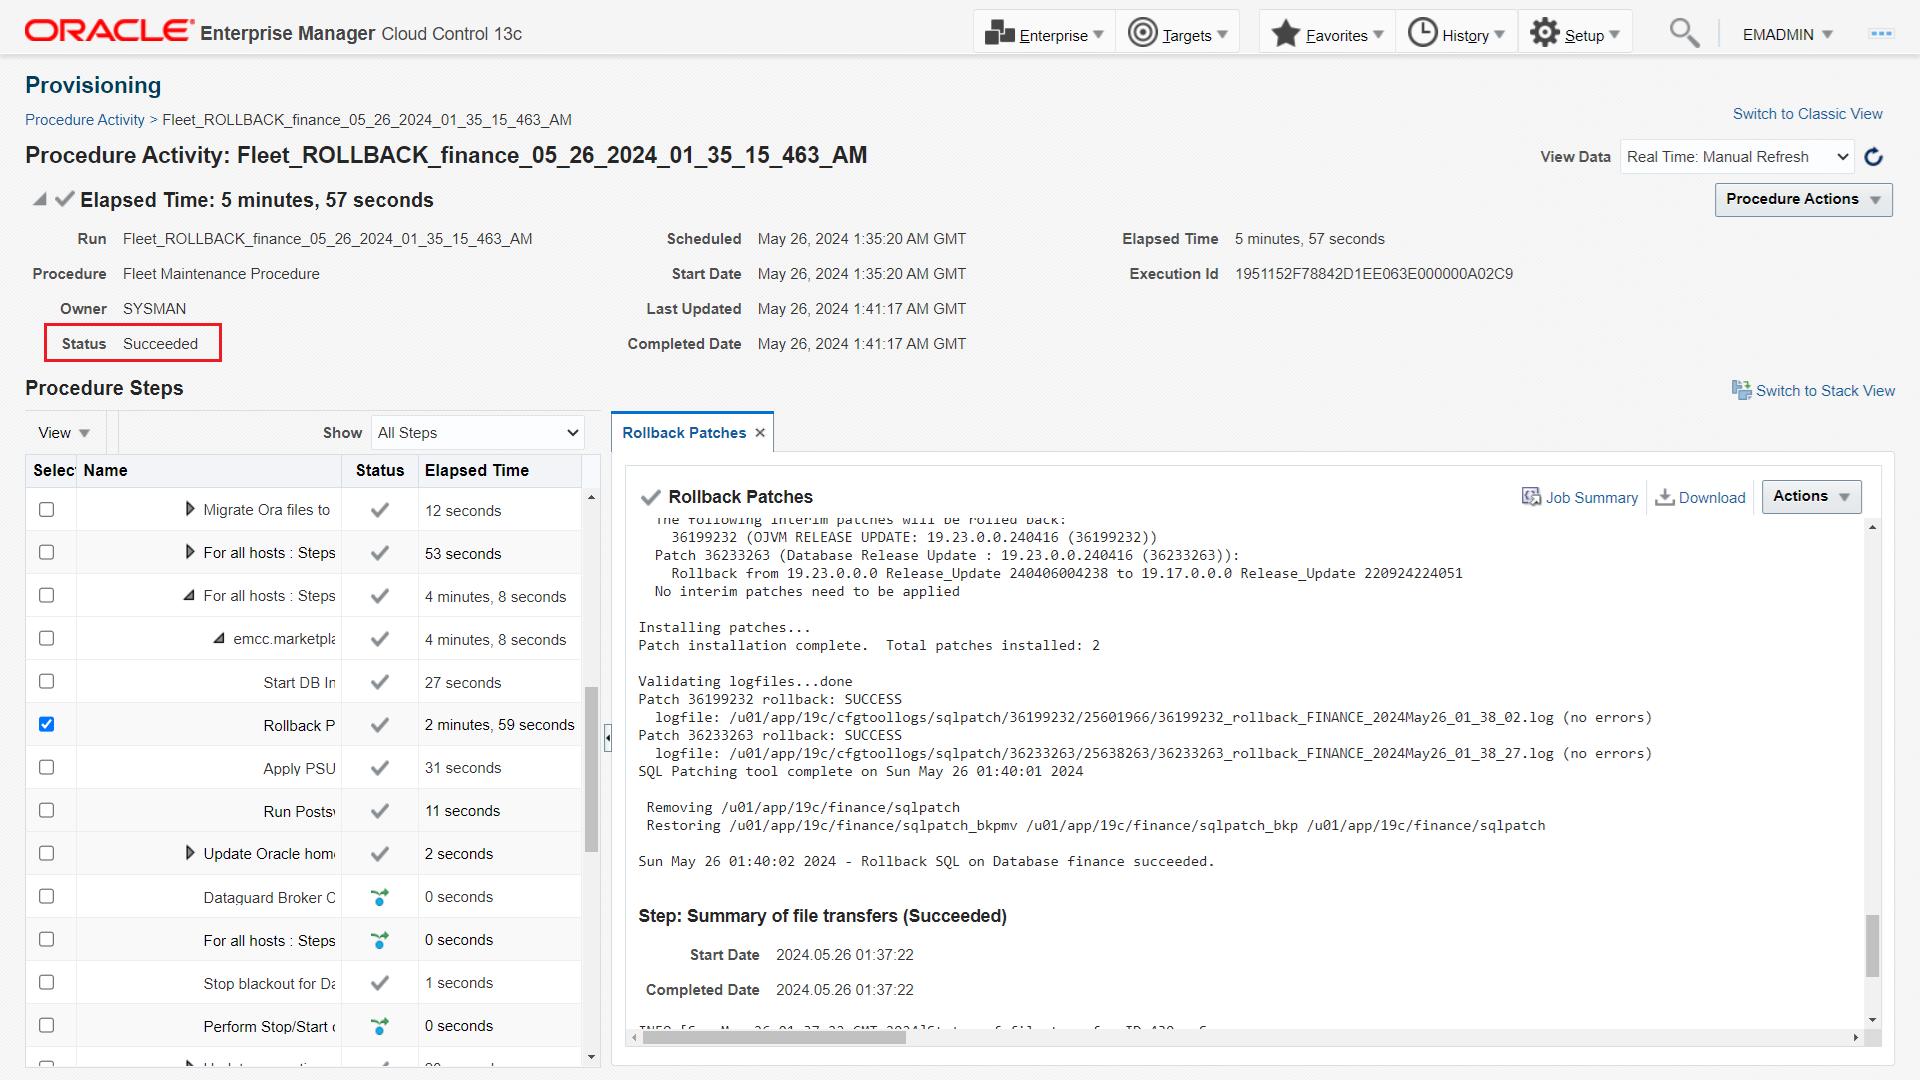 ORACLE Enterprise Manager Cloud Control 13c
Enterprise Targets Favorites History Setup EMADMIN
Provisioning
Procedure Activity > Fleet_ROLLBACK_finance_05_26_2024_01_35_15_463_AM
Switch to Classic View
Procedure Activity: Fleet_ROLLBACK_finance_05_26_2024_01_35_15_463_AM
View Data Real Time: Manual Refresh
Elapsed Time: 5 minutes, 57 seconds
Procedure Actions
Run Fleet_ROLLBACK_finance_05_26_2024_01_35_15_463_AM
Scheduled May 26, 2024 1:35:20 AM GMT
Elapsed Time 5 minutes, 57 seconds
Procedure Fleet Maintenance Procedure
Start Date May 26, 2024 1:35:20 AM GMT
Execution Id 1951152F78842D1EE063E000000A02C9
Owner SYSMAN
Last Updated May 26, 2024 1:41:17 AM GMT
Status Succeeded
Completed Date May 26, 2024 1:41:17 AM GMT
Procedure Steps
Switch to Stack View
View Show All Steps
Selec Name Status Elapsed Time
Migrate Ora files to 12 seconds
For all hosts : Steps 53 seconds
For all hosts : Steps 4 minutes, 8 seconds
emcc.marketpla 4 minutes, 8 seconds
Start DB In 27 seconds
Rollback P 2 minutes, 59 seconds
Apply PSU 31 seconds
Run Posts 11 seconds
Update Oracle hom 2 seconds
Dataguard Broker C 0 seconds
For all hosts : Steps 0 seconds
Stop blackout for Da 1 seconds
Perform Stop/Start 0 seconds
Rollback Patches
Rollback Patches
Job Summary Download Actions
The following interim patches will be rolled back:
36199232 (OJVM RELEASE UPDATE: 19.23.0.0.240416 (36199232))
Patch 36233263 (Database Release Update : 19.23.0.0.240416 (36233263)):
Rollback from 19.23.0.0.0 Release_Update 240406004238 to 19.17.0.0.0 Release_Update 220924224051
No interim patches need to be applied
Installing patches...
Patch installation complete. Total patches installed: 2
Validating logfiles...done
Patch 36199232 rollback: SUCCESS
logfile: /u01/app/19c/cfgtoollogs/sqlpatch/36199232/25601966/36199232_rollback_FINANCE_2024May26_01_38_02.log (no errors)
Patch 36233263 rollback: SUCCESS
logfile: /u01/app/19c/cfgtoollogs/sqlpatch/36233263/25638263/36233263_rollback_FINANCE_2024May26_01_38_27.log (no errors)
SQL Patching tool complete on Sun May 26 01:40:01 2024
Removing /u01/app/19c/finance/sqlpatch
Restoring /u01/app/19c/finance/sqlpatch_bkpmv /u01/app/19c/finance/sqlpatch_bkp /u01/app/19c/finance/sqlpatch
Sun May 26 01:40:02 2024 - Rollback SQL on Database finance succeeded.
Step: Summary of file transfers (Succeeded)
Start Date 2024.05.26 01:37:22
Completed Date 2024.05.26 01:37:22